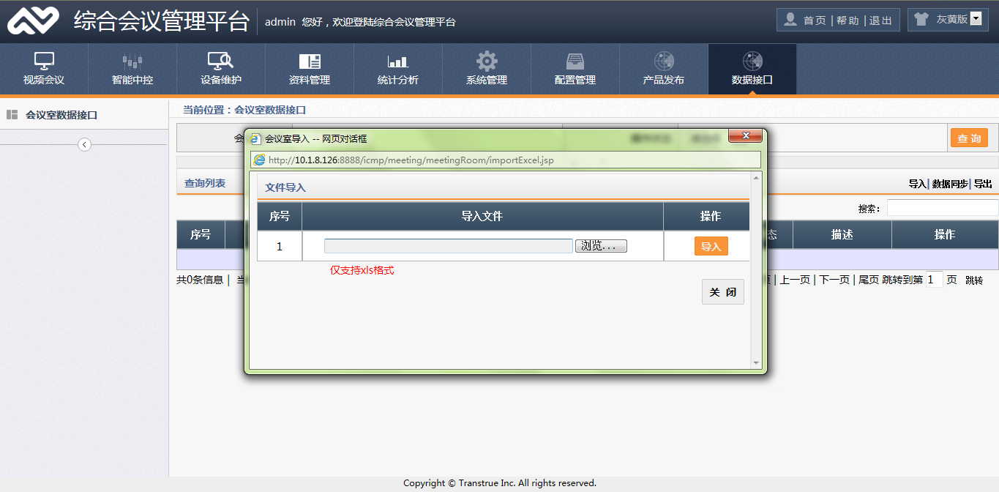 综合会议管理平台
admin 您好，欢迎登陆综合会议管理平台
首页 | 帮助 | 退出
灰黄版
视频会议 智能中控 设备维护 资料管理 统计分析 系统管理 配置管理 产品发布 数据接口
会议室数据接口
当前位置：会议室数据接口
会
查 询
会议室导入 -- 网页对话框
http://10.1.8.126:8888/icmp/meeting/meetingRoom/importExcel.jsp
查询列表
导入| 数据同步| 导出
文件导入
搜索：
序号 导入文件 操作
序号 态 描述 操作
1 浏览... 导入
仅支持xls格式
共0条信息 | 当
页 | 上一页 | 下一页 | 尾页 跳转到第 1 页 跳转
关 闭
Copyright © Transtrue Inc. All rights reserved.